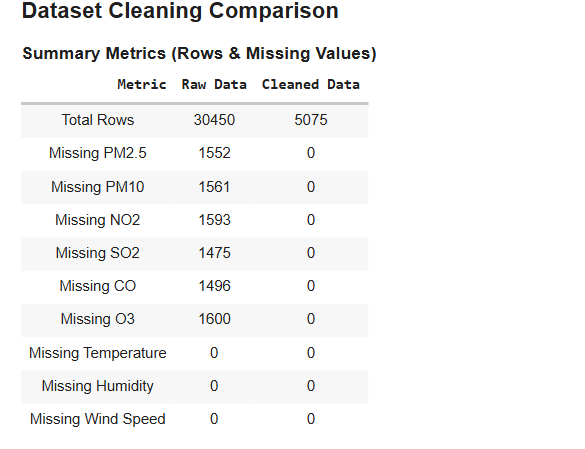 Dataset Cleaning Comparison
Summary Metrics (Rows & Missing Values)
Metric Raw Data Cleaned Data
Total Rows 30450 5075
Missing PM2.5 1552 0
Missing PM10 1561 0
Missing NO2 1593 0
Missing SO2 1475 0
Missing CO 1496 0
Missing O3 1600 0
Missing Temperature 0 0
Missing Humidity 0 0
Missing Wind Speed 0 0